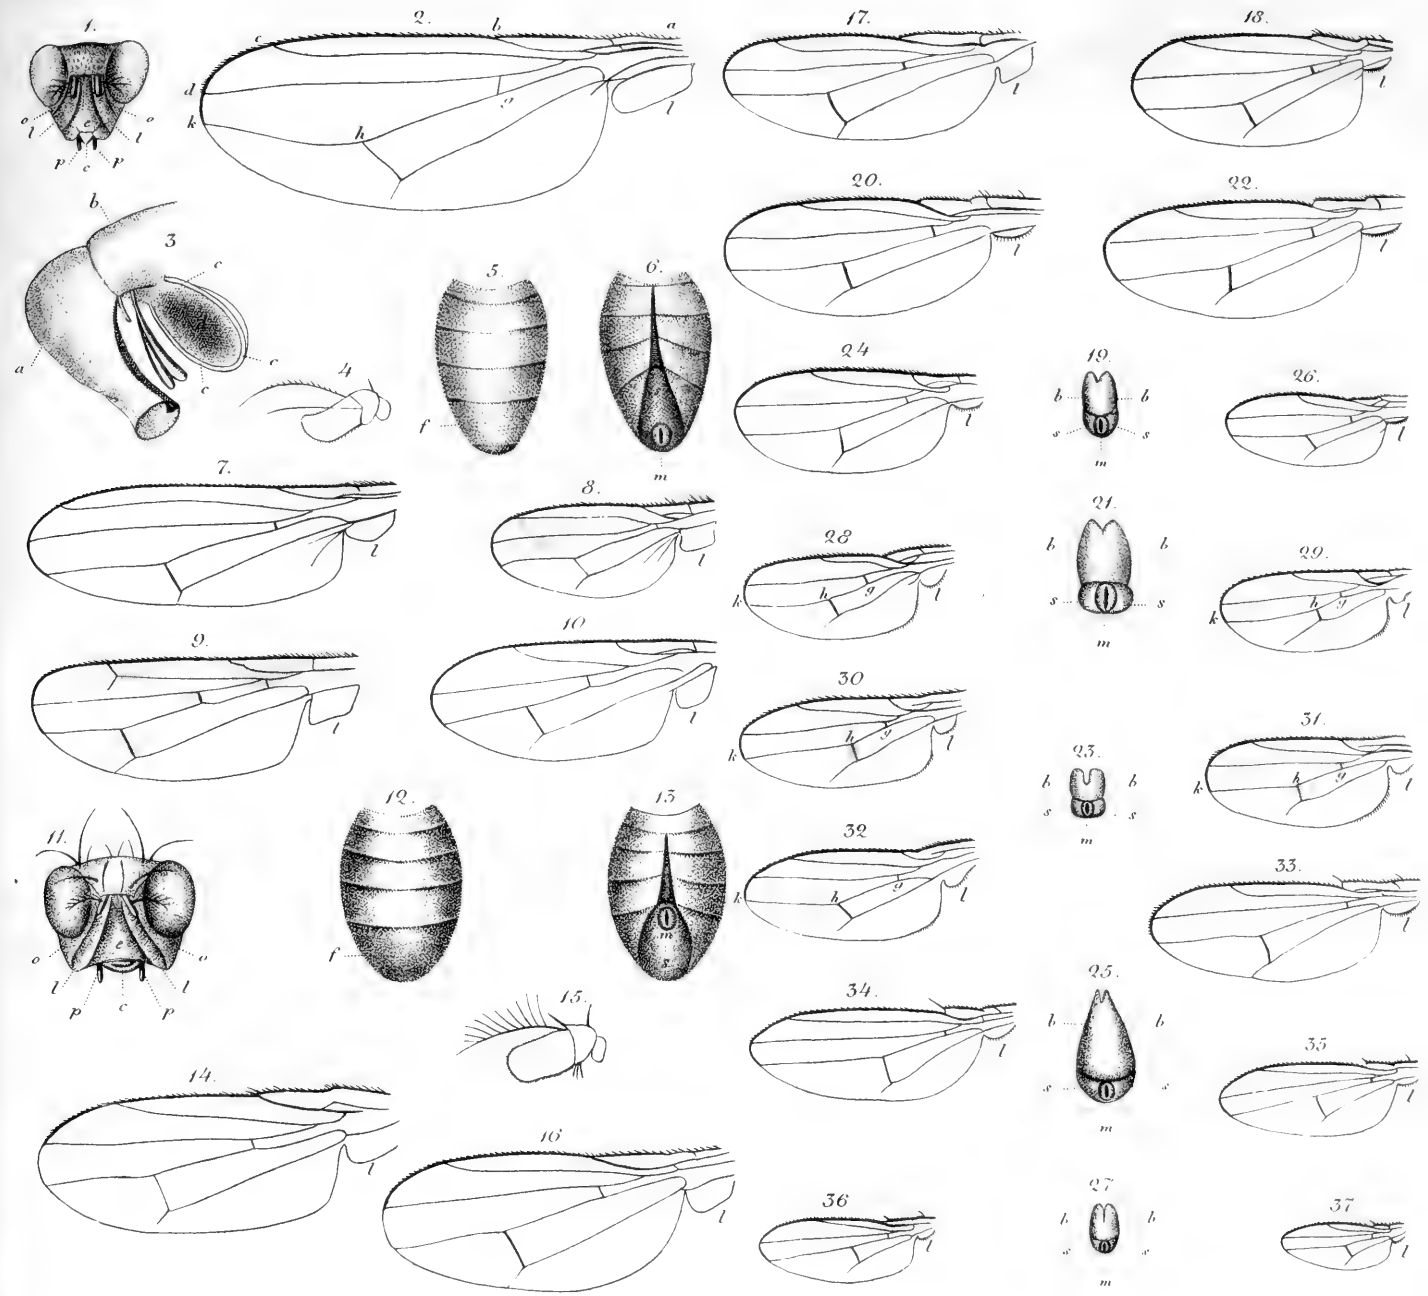 1.
o l e l o
p c p
2.
c b a
d
k
h g l
3
b
c
d
a
c
c
4
5.
f
6.
m
7.
l
8.
l
9.
l
10
l
11.
e
o o
l l
p c p
12.
f
13
m
s
14.
l
15.
16
l
17.
l
18.
l
19.
b b
s s
m
20.
l
21.
b b
s s
m
22.
l
23.
b b
s s
m
24
l
25.
b b
s s
m
26.
l
27
b b
s s
m
28
k h g l
29.
k h g l
30
k h g l
31.
k h g l
32
k h g l
33.
l
34.
l
35
l
36
l
37
l